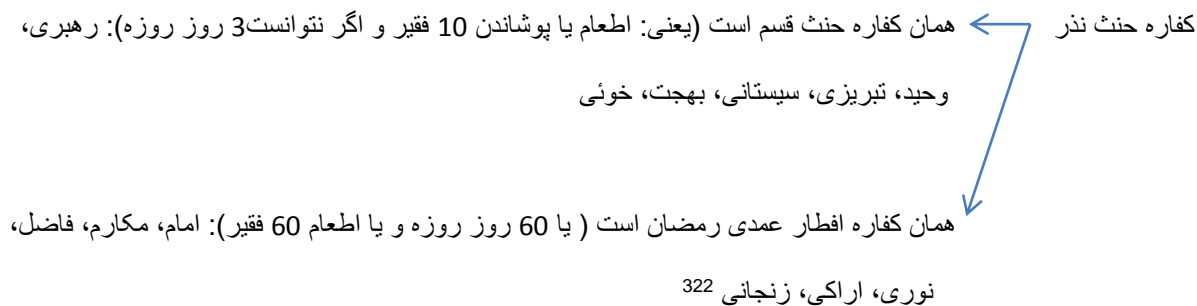 کفاره حنث نذر همان کفاره حنث قسم است (یعنی: اطعام یا پوشاندن 10 فقیر و اگر نتوانست3 روز روزه): رهبری،
وحید، تبریزی، سیستانی، بهجت، خوئی
همان کفاره افطار عمدی رمضان است ( یا 60 روز روزه و یا اطعام 60 فقیر): امام، مکارم، فاضل،
نوری، اراکی، زنجانی 322